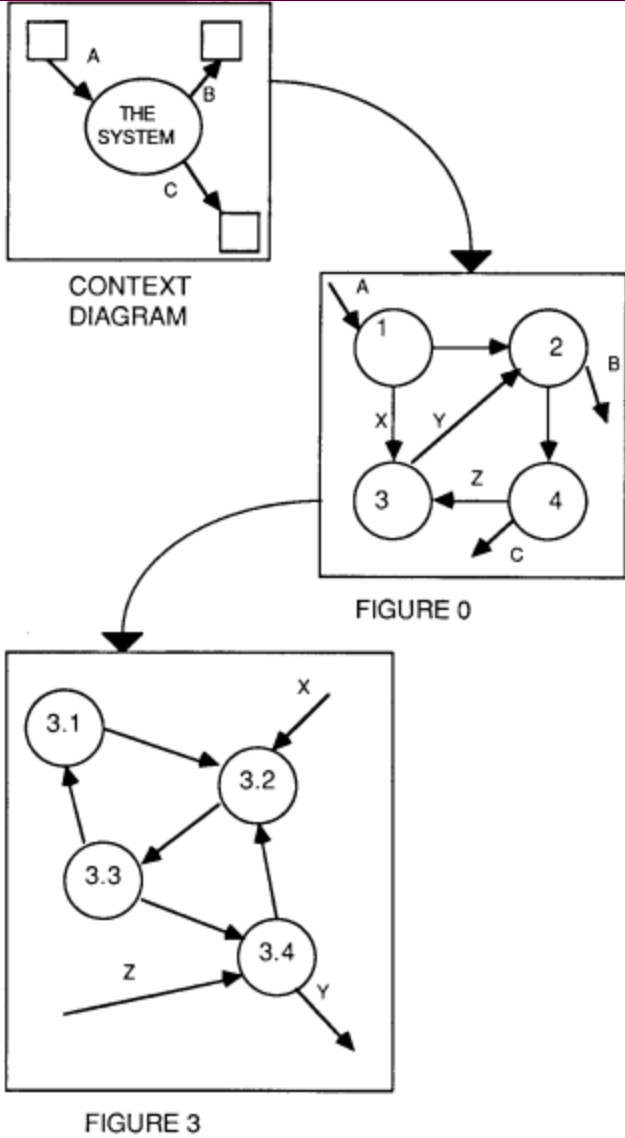 A
B
THE
SYSTEM
C
CONTEXT
DIAGRAM
A
1
2
B
X
Y
3
Z
4
C
FIGURE 0
X
3.1
3.2
3.3
3.4
Z
Y
FIGURE 3